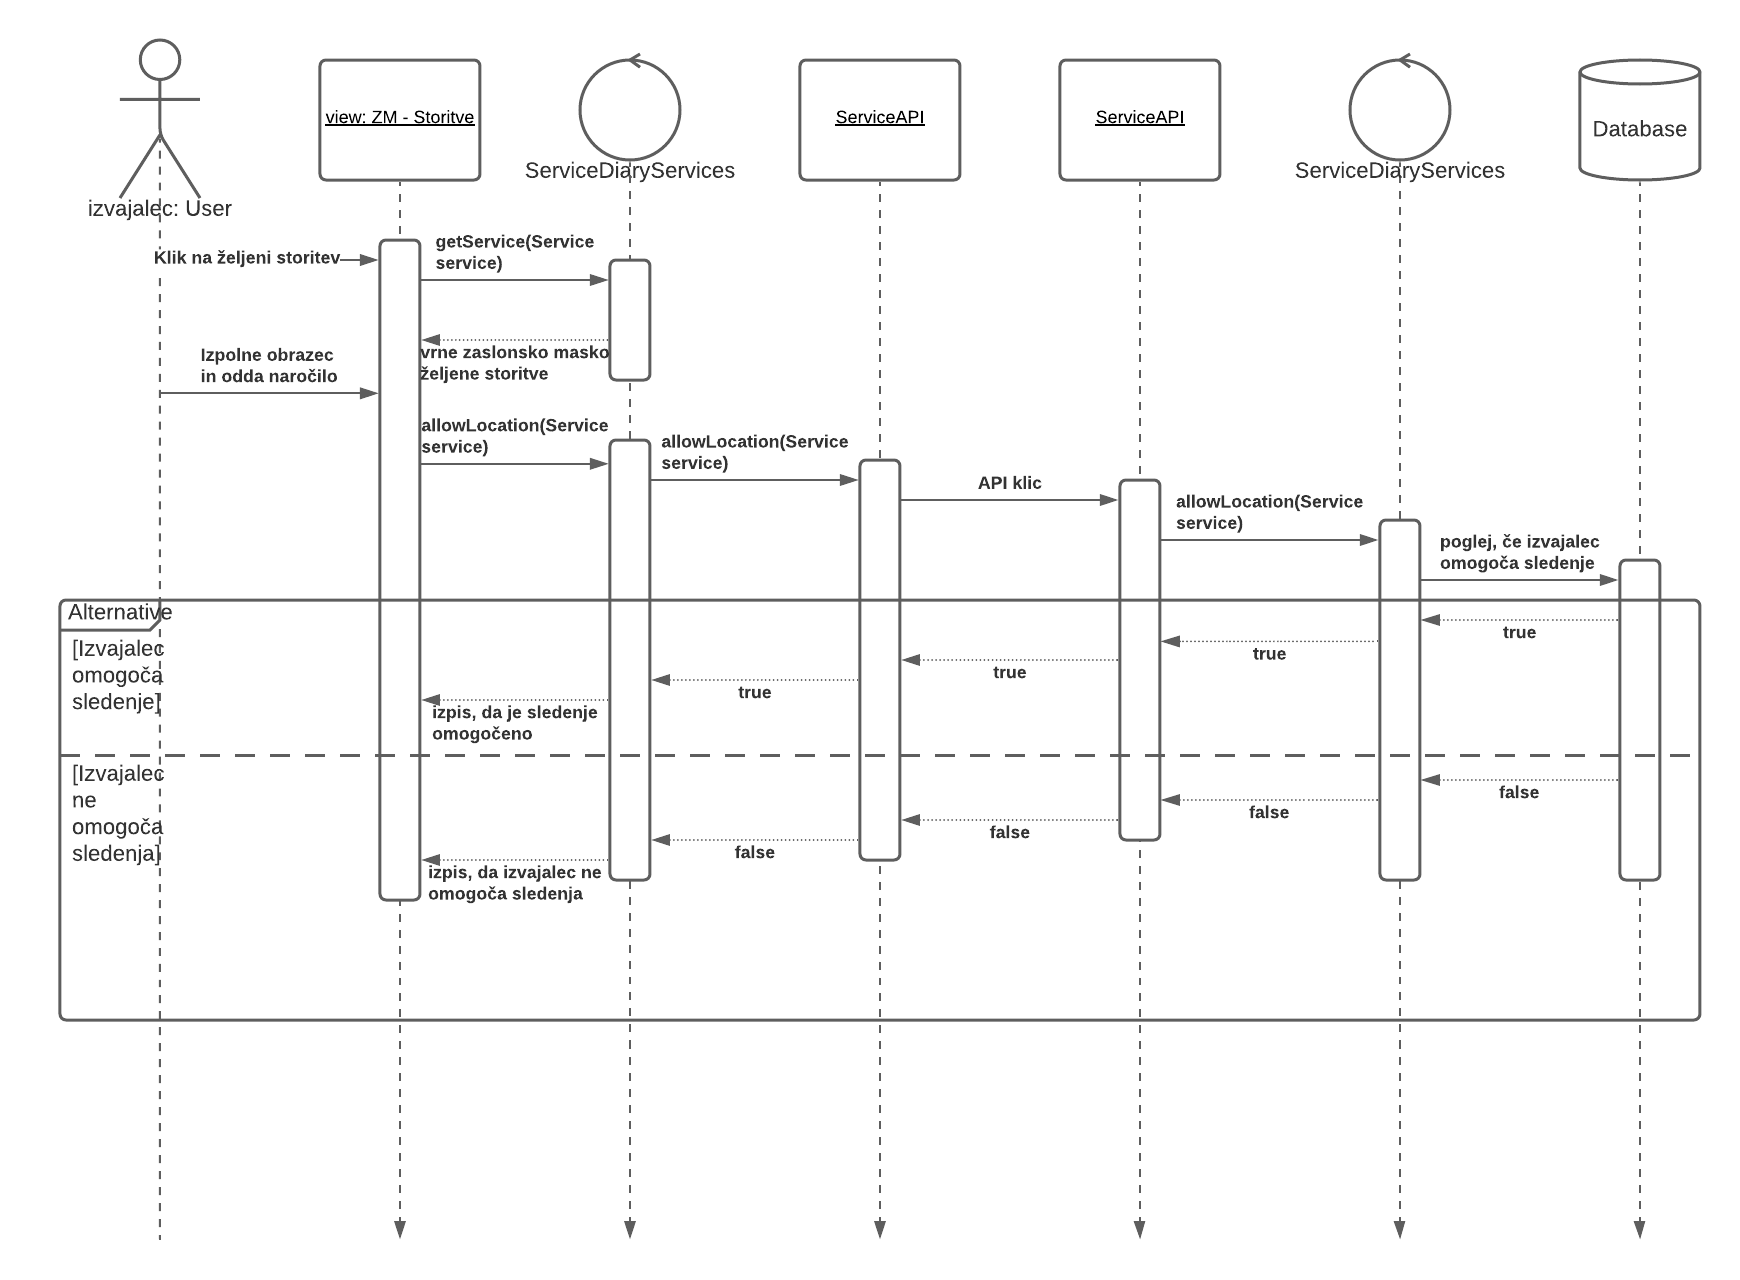 view: ZM - Storitve
ServiceAPI
ServiceAPI
Database
ServiceDiaryServices
ServiceDiaryServices
izvajalec: User
Klik na željeni storitev
getService(Service
service)
vrne zaslonsko masko
željene storitve
Izpolne obrazec
in odda naročilo
allowLocation(Service
service)
allowLocation(Service
service)
API klic
allowLocation(Service
service)
poglej, če izvajalec
omogoča sledenje
Alternative
[Izvajalec
omogoča
sledenje]
true
true
true
true
izpis, da je sledenje
omogočeno
[Izvajalec
ne
omogoča
sledenja]
false
false
false
false
izpis, da izvajalec ne
omogoča sledenja